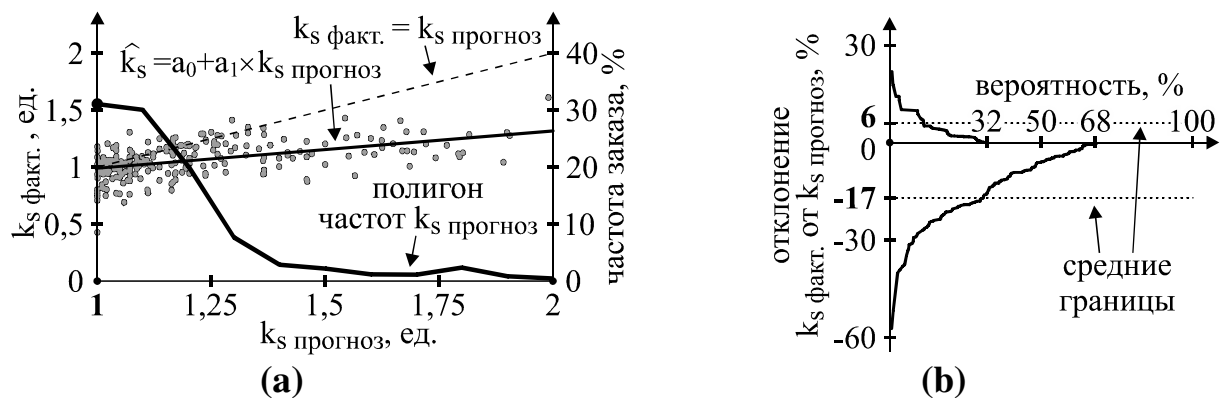 2
1,5
1
0,5
0
k_s факт. , ед.
k_s факт. = k_s прогноз
k̂_s =a_0+a_1×k_s прогноз
полигон
частот k_s прогноз
40
30
20
10
0
частота заказа, %
1
1,25
1,5
1,75
2
k_s прогноз, ед.
(a)
отклонение
k_s факт. от k_s прогноз, %
30
6
0
-17
-30
-60
вероятность, %
32
50
68
100
средние
границы
(b)